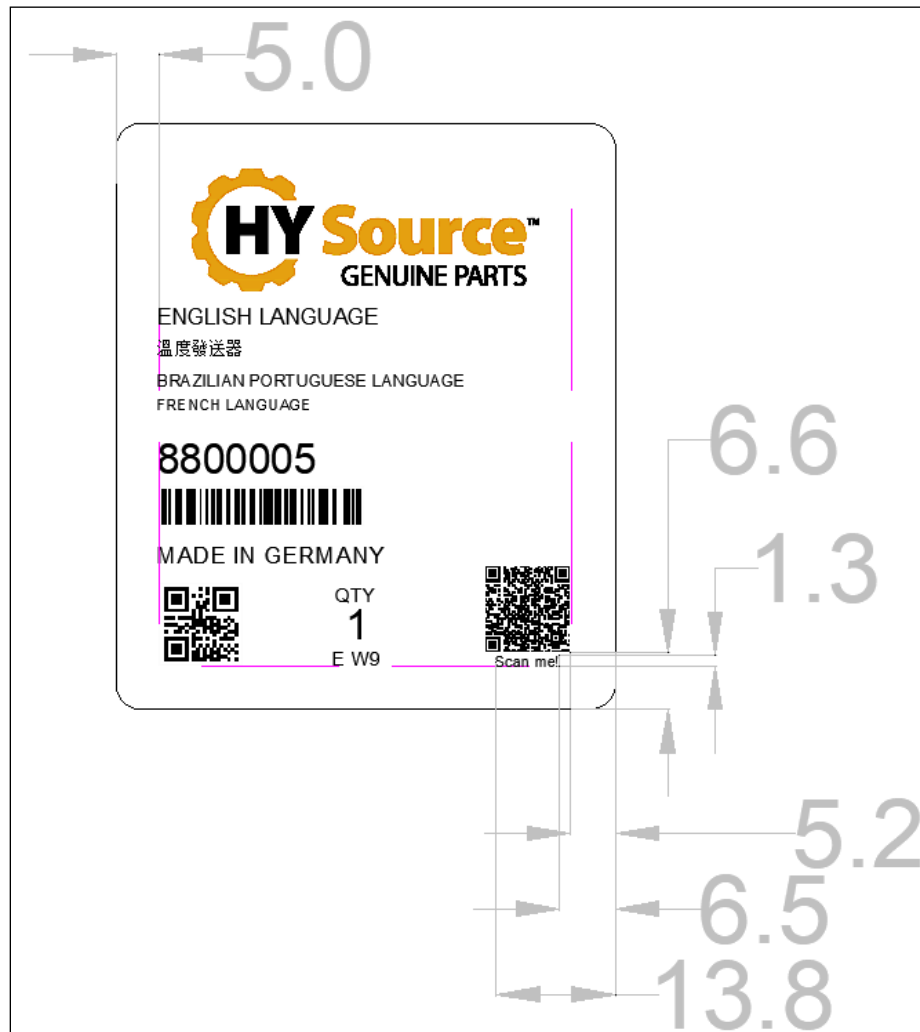 5.0
HY Source™
GENUINE PARTS
ENGLISH LANGUAGE
溫度發送器
BRAZILIAN PORTUGUESE LANGUAGE
FRENCH LANGUAGE
8800005
MADE IN GERMANY
QTY
1
E W9
Scan me!
6.6
1.3
5.2
6.5
13.8